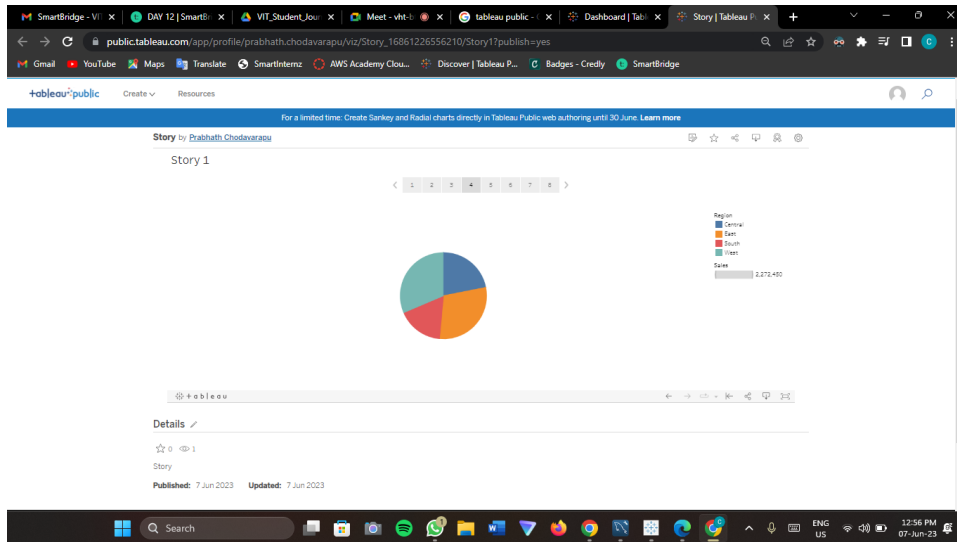 SmartBridge - VIT
DAY 12 | SmartBri
VIT_Student_Jour
Meet - vht-b
tableau public - G
Dashboard | Tabl
Story | Tableau P
public.tableau.com/app/profile/prabhath.chodavarapu/viz/Story_16861226556210/Story1?publish=yes
C
Gmail
YouTube
Maps
Translate
SmartInternz
AWS Academy Clou...
Discover | Tableau P...
Badges - Credly
SmartBridge
+ableau public
Create
Resources
For a limited time: Create Sankey and Radial charts directly in Tableau Public web authoring until 30 June. Learn more
Story by Prabhath Chodavarapu
Story 1
1 2 3 4 5 6 7 8
Region
Central
East
South
West
Sales
2,272,450
+ableau
Details
0 1
Story
Published: 7 Jun 2023 Updated: 7 Jun 2023
Search
ENG
US
12:56 PM
07-Jun-23